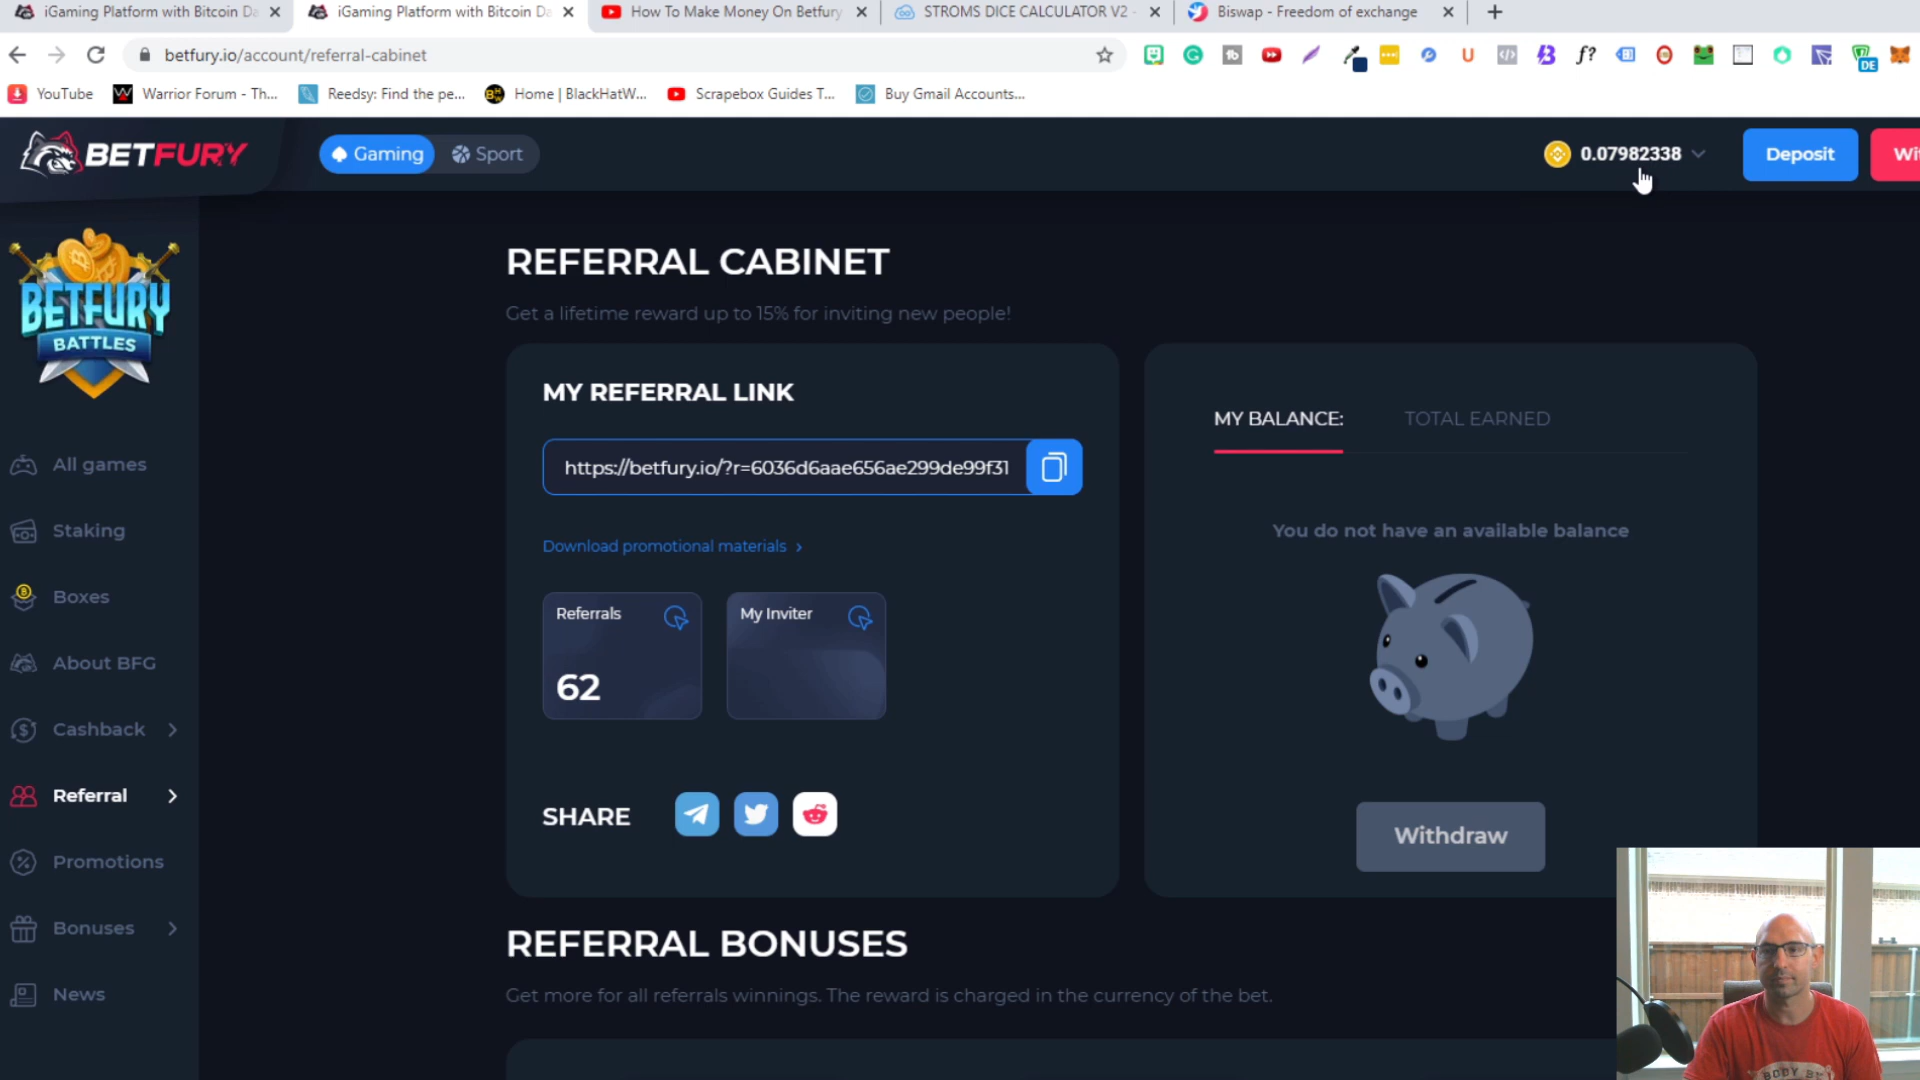 iGaming Platform with Bitcoin Da
iGaming Platform with Bitcoin Da
How To Make Money On Betfury
STROMS DICE CALCULATOR V2 -
Biswap - Freedom of exchange
betfury.io/account/referral-cabinet
YouTube
Warrior Forum - Th...
Reedsy: Find the pe...
Home | BlackHatW...
Scrapebox Guides T...
Buy Gmail Accounts...
DE
BETFURY
Gaming
Sport
0.07982338
Deposit
Wit
BETFURY
BATTLES
All games
Staking
Boxes
About BFG
Cashback
Referral
Promotions
Bonuses
News
REFERRAL CABINET
Get a lifetime reward up to 15% for inviting new people!
MY REFERRAL LINK
https://betfury.io/?r=6036d6aae656ae299de99f31
Download promotional materials
Referrals
62
My Inviter
SHARE
MY BALANCE:
TOTAL EARNED
You do not have an available balance
Withdraw
REFERRAL BONUSES
Get more for all referrals winnings. The reward is charged in the currency of the bet.